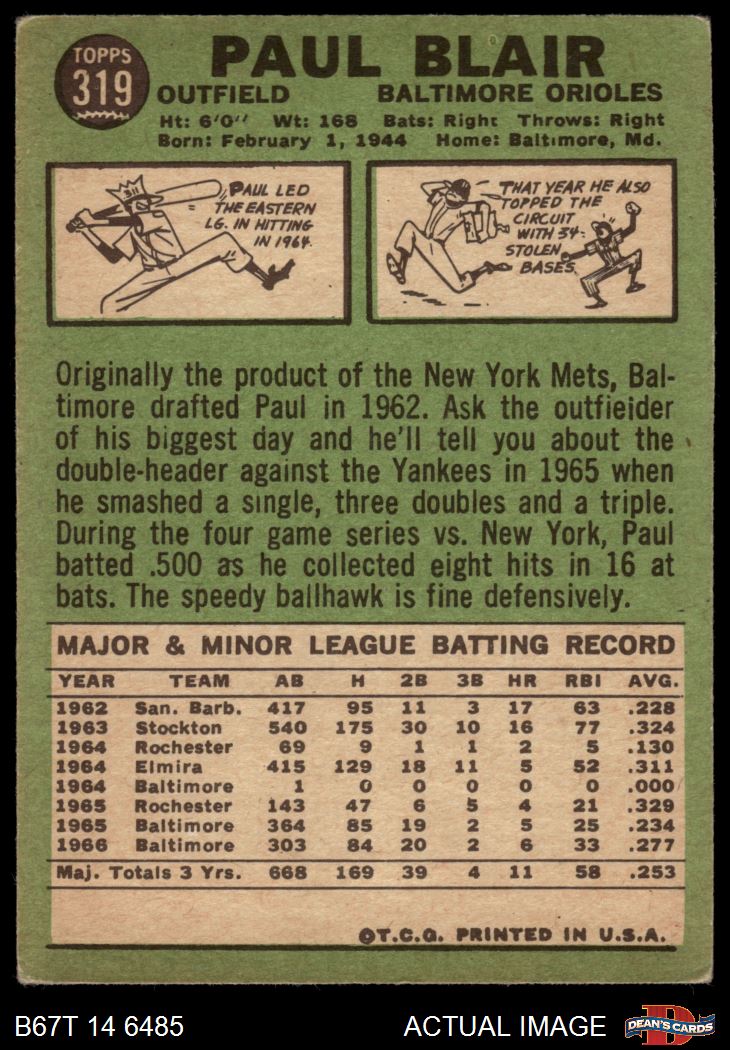 TOPPS
319
PAUL BLAIR
OUTFIELD BALTIMORE ORIOLES
Ht: 6'0'' Wt: 168 Bats: Right Throws: Right
Born: February 1, 1944 Home: Baltimore, Md.
PAUL LED
THE EASTERN
LG. IN HITTING
IN 1964.
THAT YEAR HE ALSO
TOPPED THE
CIRCUIT
WITH 34
STOLEN
BASES.
Originally the product of the New York Mets, Bal-
timore drafted Paul in 1962. Ask the outfieider
of his biggest day and he'll tell you about the
double-header against the Yankees in 1965 when
he smashed a single, three doubles and a triple.
During the four game series vs. New York, Paul
batted .500 as he collected eight hits in 16 at
bats. The speedy ballhawk is fine defensively.
MAJOR & MINOR LEAGUE BATTING RECORD
YEAR TEAM AB H 2B 3B HR RBI AVG.
1962 San. Barb. 417 95 11 3 17 63 .228
1963 Stockton 540 175 30 10 16 77 .324
1964 Rochester 69 9 1 1 2 5 .130
1964 Elmira 415 129 18 11 5 52 .311
1964 Baltimore 1 0 0 0 0 0 .000
1965 Rochester 143 47 6 5 4 21 .329
1965 Baltimore 364 85 19 2 5 25 .234
1966 Baltimore 303 84 20 2 6 33 .277
Maj. Totals 3 Yrs. 668 169 39 4 11 58 .253
©T.C.G. PRINTED IN U.S.A.
B67T 14 6485 ACTUAL IMAGE
D
DEAN'S CARDS